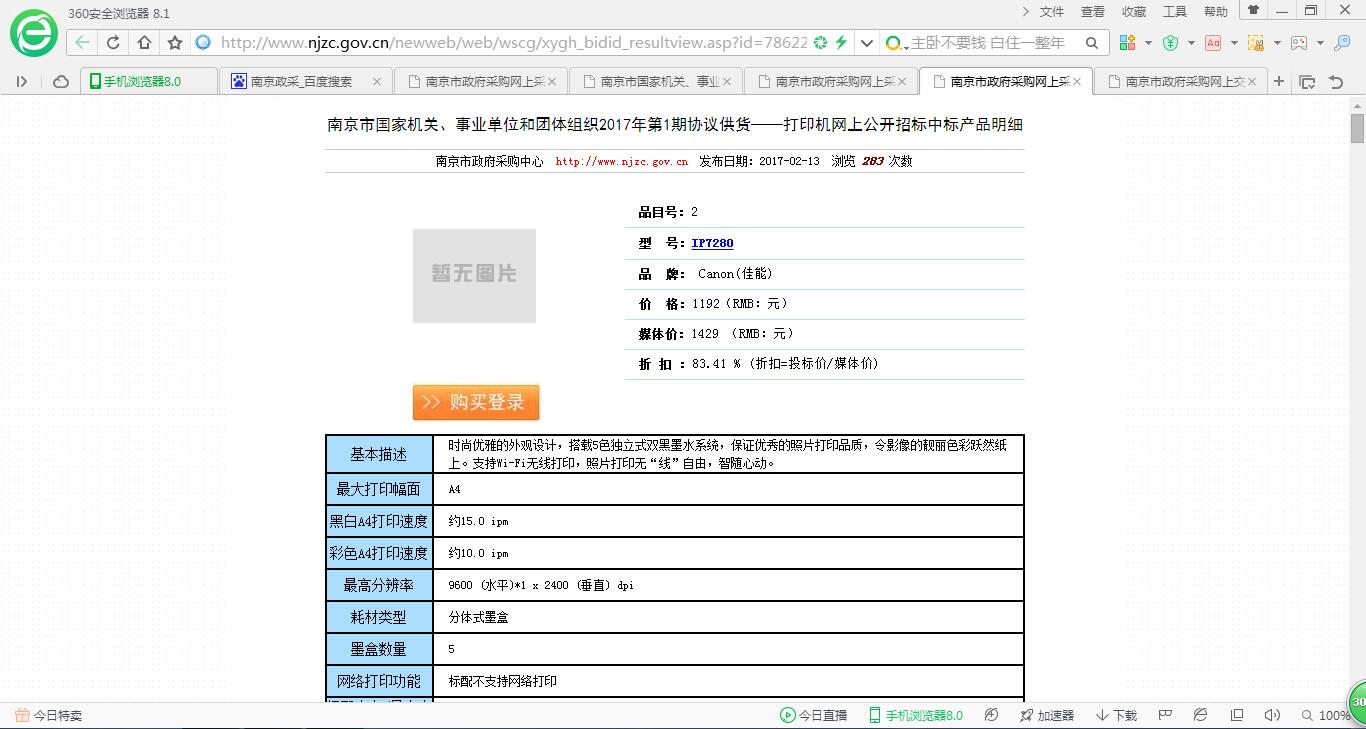 360安全浏览器 8.1
文件 查看 收藏 工具 帮助
http://www.njzc.gov.cn/newweb/web/wscg/xygh_bidid_resultview.asp?id=78622
主卧不要钱 白住一整年
手机浏览器8.0
南京政采_百度搜索
南京市政府采购网上采
南京市国家机关、事业
南京市政府采购网上采
南京市政府采购网上采
南京市政府采购网上交
南京市国家机关、事业单位和团体组织2017年第1期协议供货——打印机网上公开招标中标产品明细
南京市政府采购中心 http://www.njzc.gov.cn 发布日期：2017-02-13 浏览 263 次数
暂无图片
购买登录
品目号：2
型 号：IP7280
品 牌： Canon(佳能)
价 格：1192（RMB：元）
媒体价：1429 （RMB：元）
折 扣 ：83.41 % (折扣=投标价/媒体价)
基本描述 时尚优雅的外观设计，搭载5色独立式双黑墨水系统，保证优秀的照片打印品质，令影像的靓丽色彩跃然纸
上。支持Wi-Fi无线打印，照片打印无“线”自由，智随心动。
最大打印幅面 A4
黑白A4打印速度 约15.0 ipm
彩色A4打印速度 约10.0 ipm
最高分辨率 9600 (水平)*1 x 2400 (垂直) dpi
耗材类型 分体式墨盒
墨盒数量 5
网络打印功能 标配不支持网络打印
今日特卖
今日直播 手机浏览器8.0 加速器 下载 100%
30